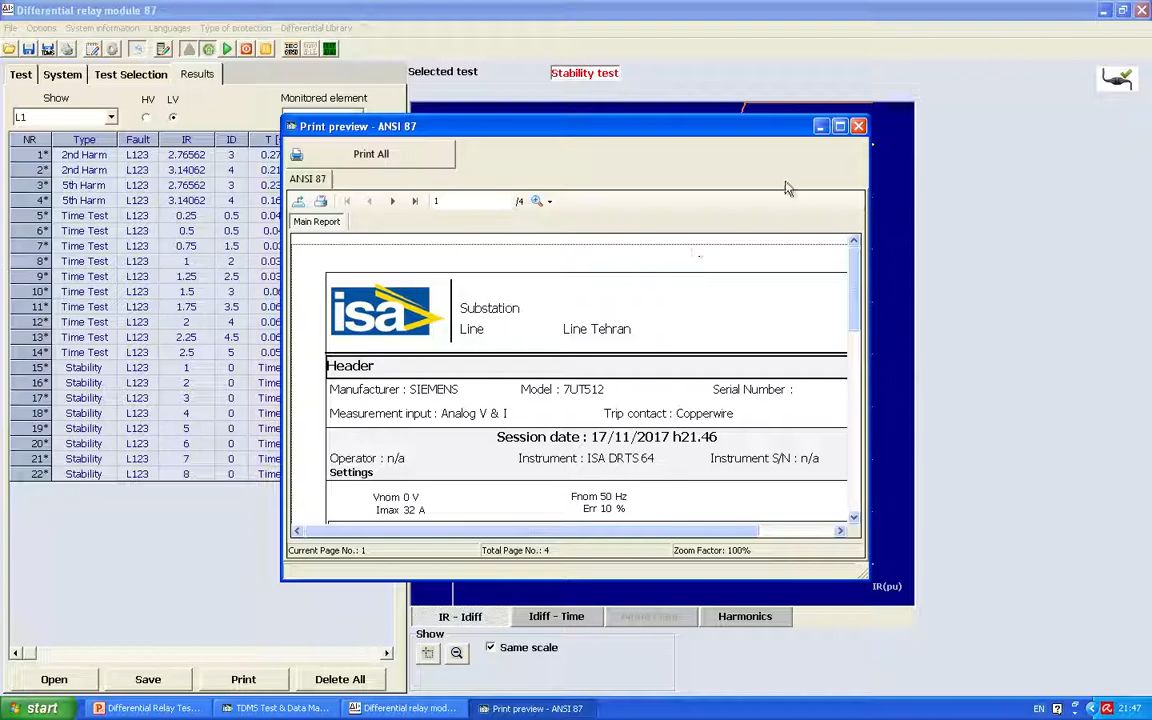 Differential relay module 87
File Options System information Languages Type of protection Differential Library
Test System Test Selection Results
Selected test Stability test
Show HV LV Monitored element
L1
NR Type Fault IR ID
1* 2nd Harm L123 2.76562 3
2* 2nd Harm L123 3.14062 4
3* 5th Harm L123 2.76562 3
4* 5th Harm L123 3.14062 4
5* Time Test L123 0.25 0.5
6* Time Test L123 0.5 0.5
7* Time Test L123 0.75 1.5
8* Time Test L123 1 2
9* Time Test L123 1.25 2.5
10* Time Test L123 1.5 3
11* Time Test L123 1.75 3.5
12* Time Test L123 2 4
13* Time Test L123 2.25 4.5
14* Time Test L123 2.5 5
15* Stability L123 1 0 Time
16* Stability L123 2 0 Time
17* Stability L123 3 0 Time
18* Stability L123 4 0 Time
19* Stability L123 5 0 Time
20* Stability L123 6 0 Time
21* Stability L123 7 0 Time
22* Stability L123 8 0 Time
Print preview - ANSI 87
Print All
ANSI 87
1 /4
Main Report
isa
Substation
Line Line Tehran
Header
Manufacturer : SIEMENS Model : 7UT512 Serial Number :
Measurement input : Analog V & I Trip contact : Copperwire
Session date : 17/11/2017 h21.46
Operator : n/a Instrument : ISA DRTS 64 Instrument S/N : n/a
Settings
Vnom 0 V Fnom 50 Hz
Imax 32 A Err 10 %
Current Page No.: 1 Total Page No.: 4 Zoom Factor: 100%
IR(pu)
IR - Idiff Idiff - Time Harmonics
Show
Same scale
Open Save Print Delete All
start Differential Relay Tes... TDMS Test & Data Ma... Differential relay mod... Print preview - ANSI 87 EN 21:47